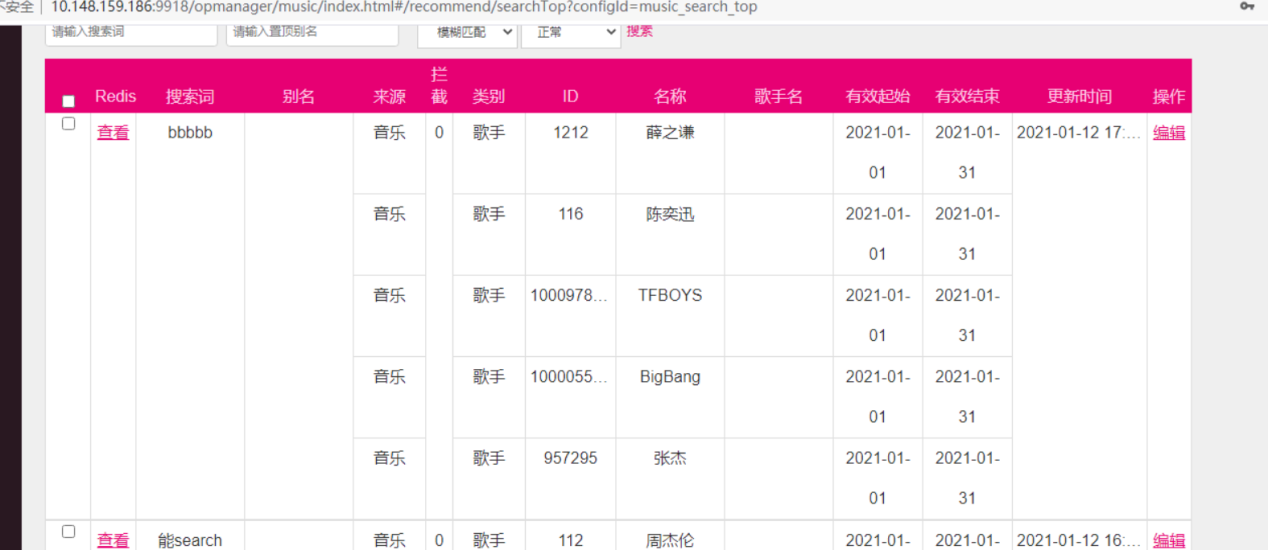 不安全 | 10.148.159.186:9918/opmanager/music/index.html#/recommend/searchTop?configId=music_search_top
请输入搜索词 请输入置顶别名 模糊匹配 正常 搜索
Redis 搜索词 别名 来源 拦截 类别 ID 名称 歌手名 有效起始 有效结束 更新时间 操作
查看 bbbbb 音乐 0 歌手 1212 薛之谦 2021-01- 2021-01- 2021-01-12 17:... 编辑
01 31
音乐 歌手 116 陈奕迅 2021-01- 2021-01-
01 31
音乐 歌手 1000978... TFBOYS 2021-01- 2021-01-
01 31
音乐 歌手 1000055... BigBang 2021-01- 2021-01-
01 31
音乐 歌手 957295 张杰 2021-01- 2021-01-
01 31
查看 能search 音乐 0 歌手 112 周杰伦 2021-01- 2021-01- 2021-01-12 16:... 编辑